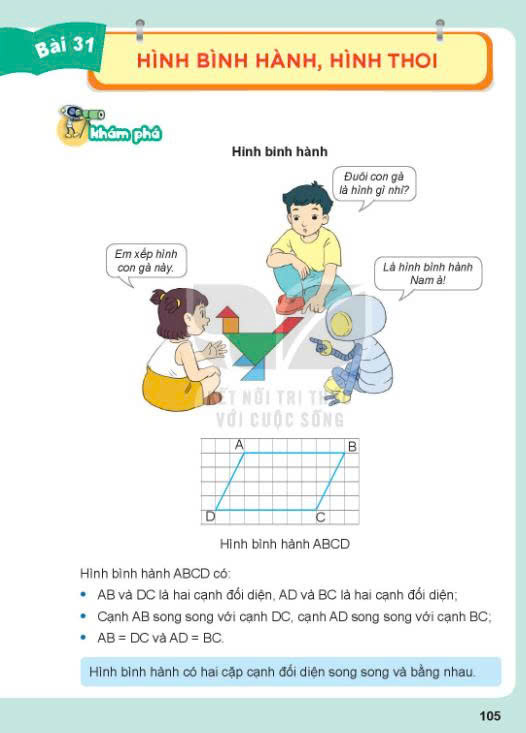 Bài 31
HÌNH BÌNH HÀNH, HÌNH THOI
Khám phá
Hình bình hành
Đuôi con gà
là hình gì nhỉ?
Em xếp hình
con gà này.
Là hình bình hành
Nam à!
KẾT NỐI TRI THỨC
VỚI CUỘC SỐNG
A
B
D
C
Hình bình hành ABCD
Hình bình hành ABCD có:
• AB và DC là hai cạnh đối diện, AD và BC là hai cạnh đối diện;
• Cạnh AB song song với cạnh DC, cạnh AD song song với cạnh BC;
• AB = DC và AD = BC.
Hình bình hành có hai cặp cạnh đối diện song song và bằng nhau.
105